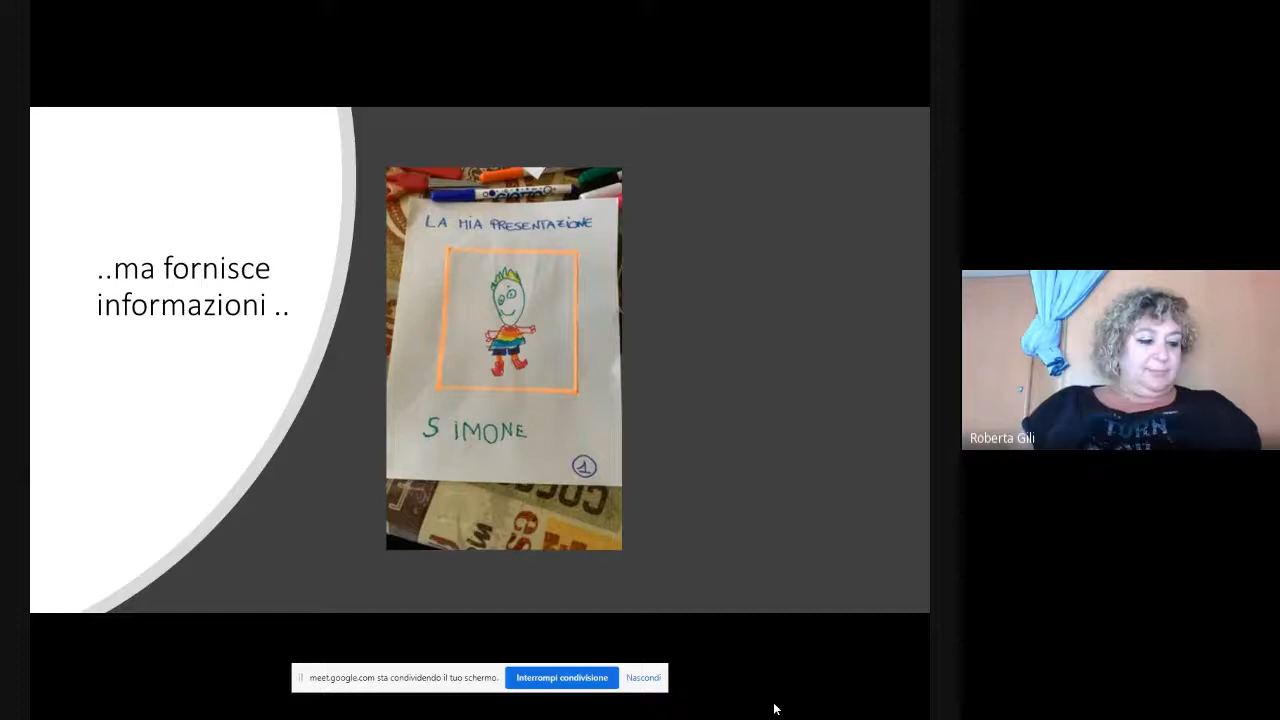 ..ma fornisce
informazioni ..
LA MIA PRESENTAZIONE
SIMONE
1
Roberta Gili
TURN
meet.google.com sta condividendo il tuo schermo.
Interrompi condivisione
Nascondi